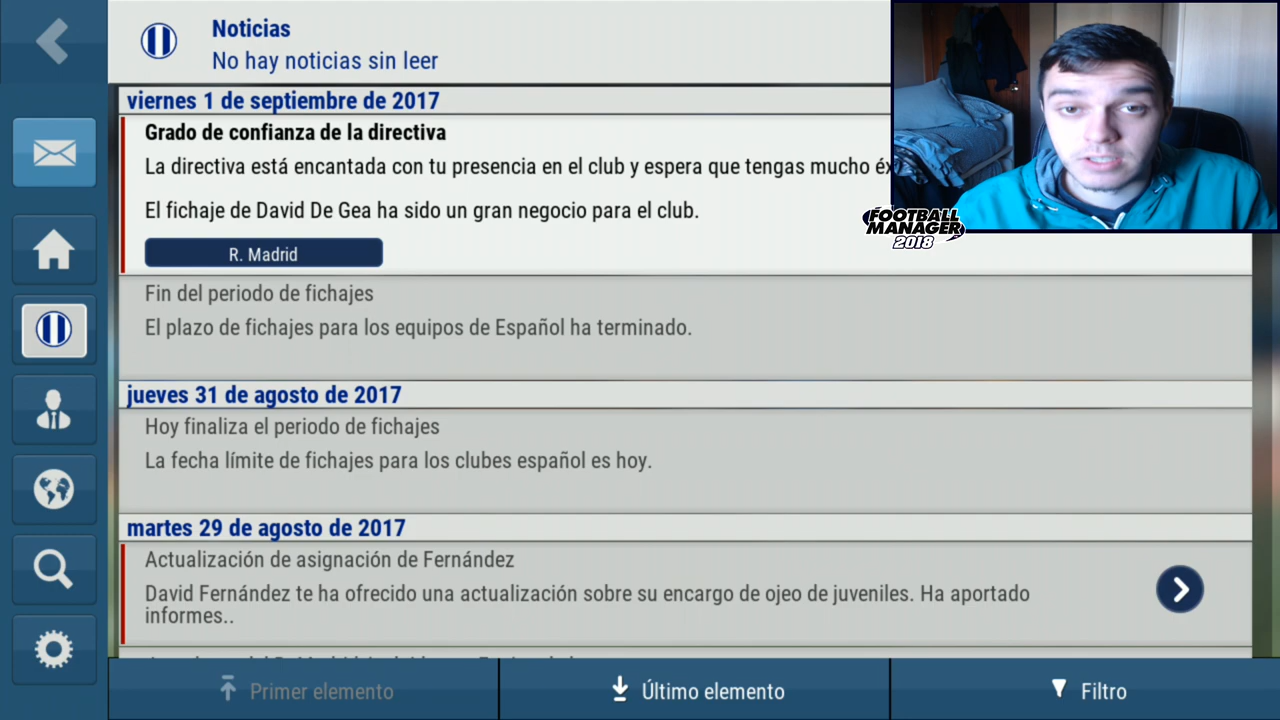 Noticias
No hay noticias sin leer
viernes 1 de septiembre de 2017
Grado de confianza de la directiva
La directiva está encantada con tu presencia en el club y espera que tengas mucho
El fichaje de David De Gea ha sido un gran negocio para el club.
R. Madrid
FOOTBALL
MANAGER
2018
Fin del periodo de fichajes
El plazo de fichajes para los equipos de Español ha terminado.
jueves 31 de agosto de 2017
Hoy finaliza el periodo de fichajes
La fecha límite de fichajes para los clubes español es hoy.
martes 29 de agosto de 2017
Actualización de asignación de Fernández
David Fernández te ha ofrecido una actualización sobre su encargo de ojeo de juveniles. Ha aportado
informes..
Primer elemento
Último elemento
Filtro